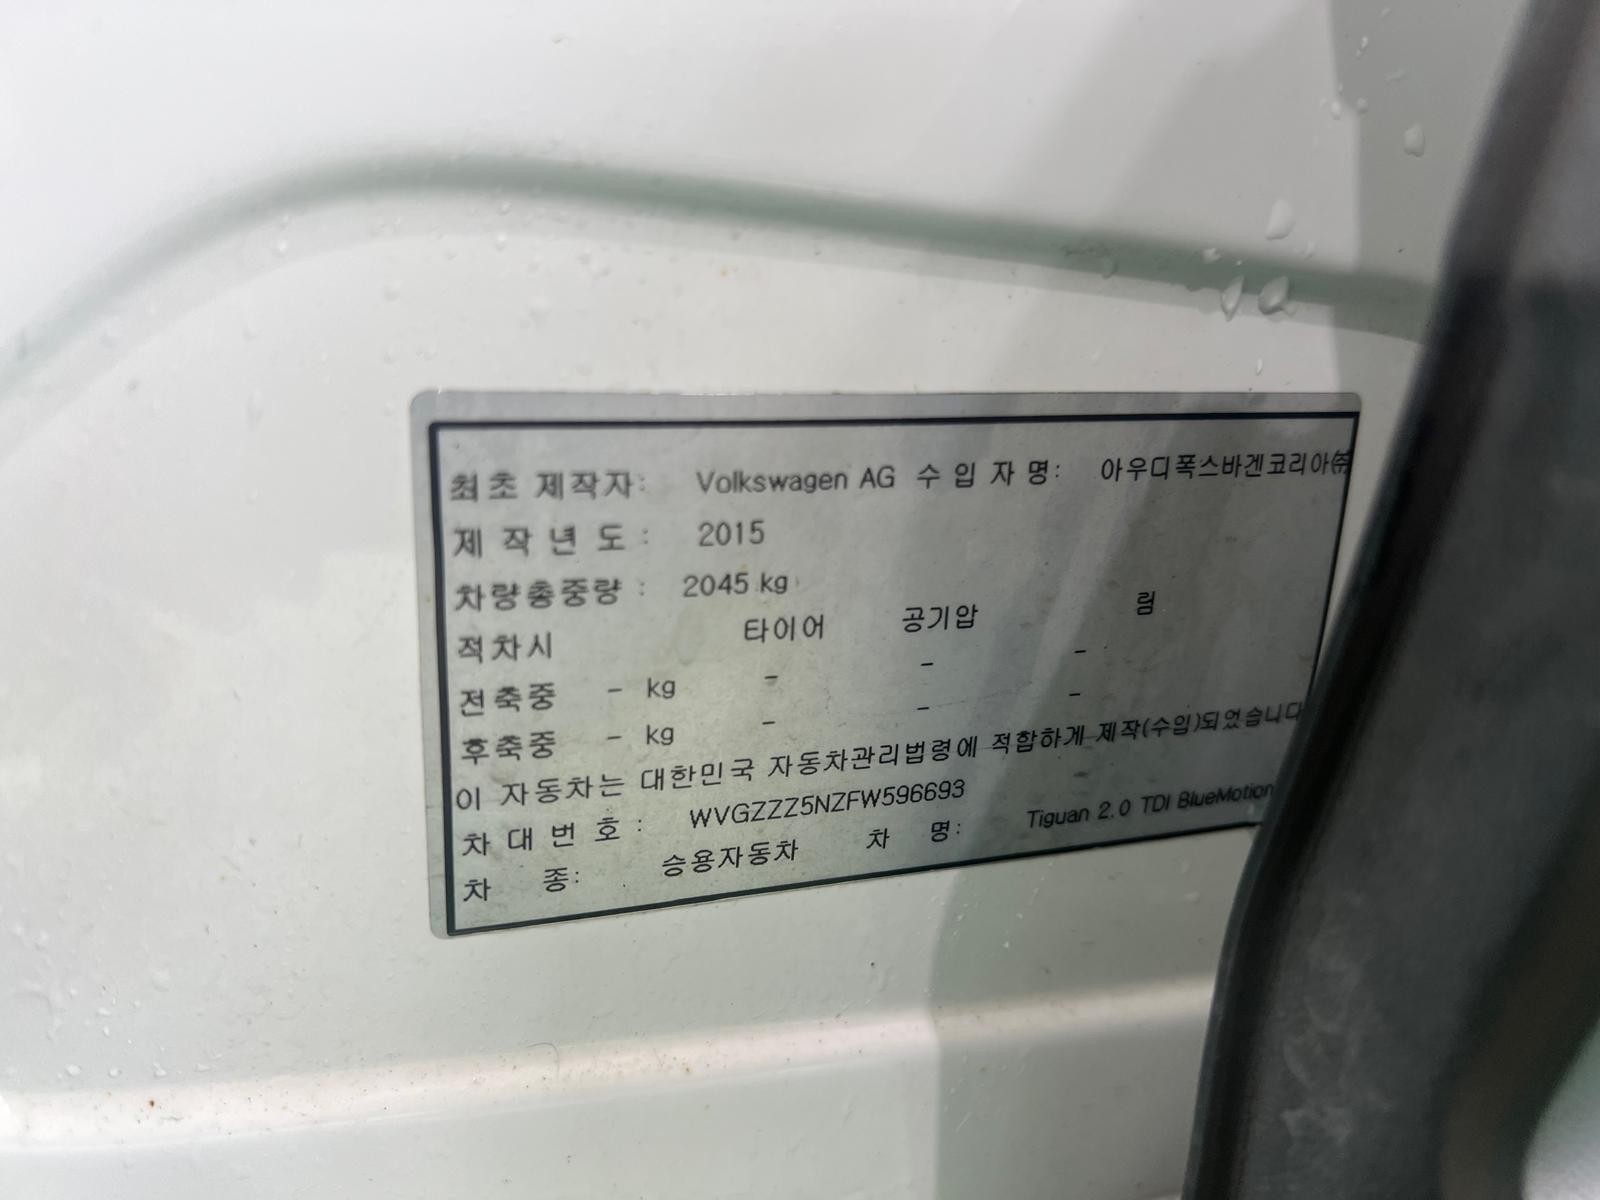 최초 제작자: Volkswagen AG 수 입 자 명: 아우디폭스바겐코리아㈜
제 작 년 도 : 2015
차량총중량 : 2045 kg
적차시 타이어 공기압 림
전축중 - kg - - -
후축중 - kg - - -
이 자동차는 대한민국 자동차관리법령에 적합하게 제작(수입)되었습니다
차 대 번 호 : WVGZZZ5NZFW596693
차 종: 승용자동차 차 명: Tiguan 2.0 TDI BlueMotion